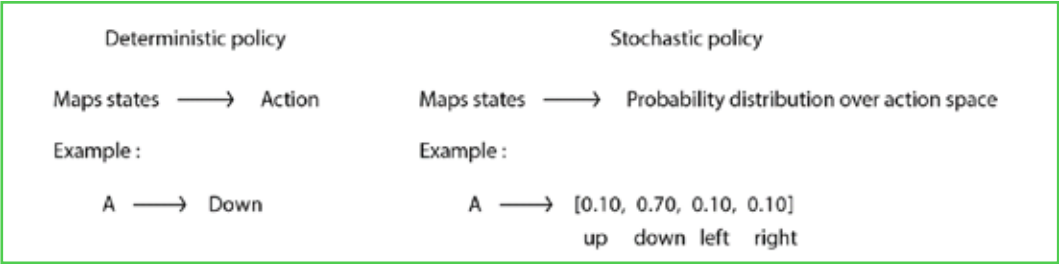 Deterministic policy
Maps states ⟶ Action
Example :
A ⟶ Down
Stochastic policy
Maps states ⟶ Probability distribution over action space
Example :
A ⟶ [0.10, 0.70, 0.10, 0.10]
up down left right